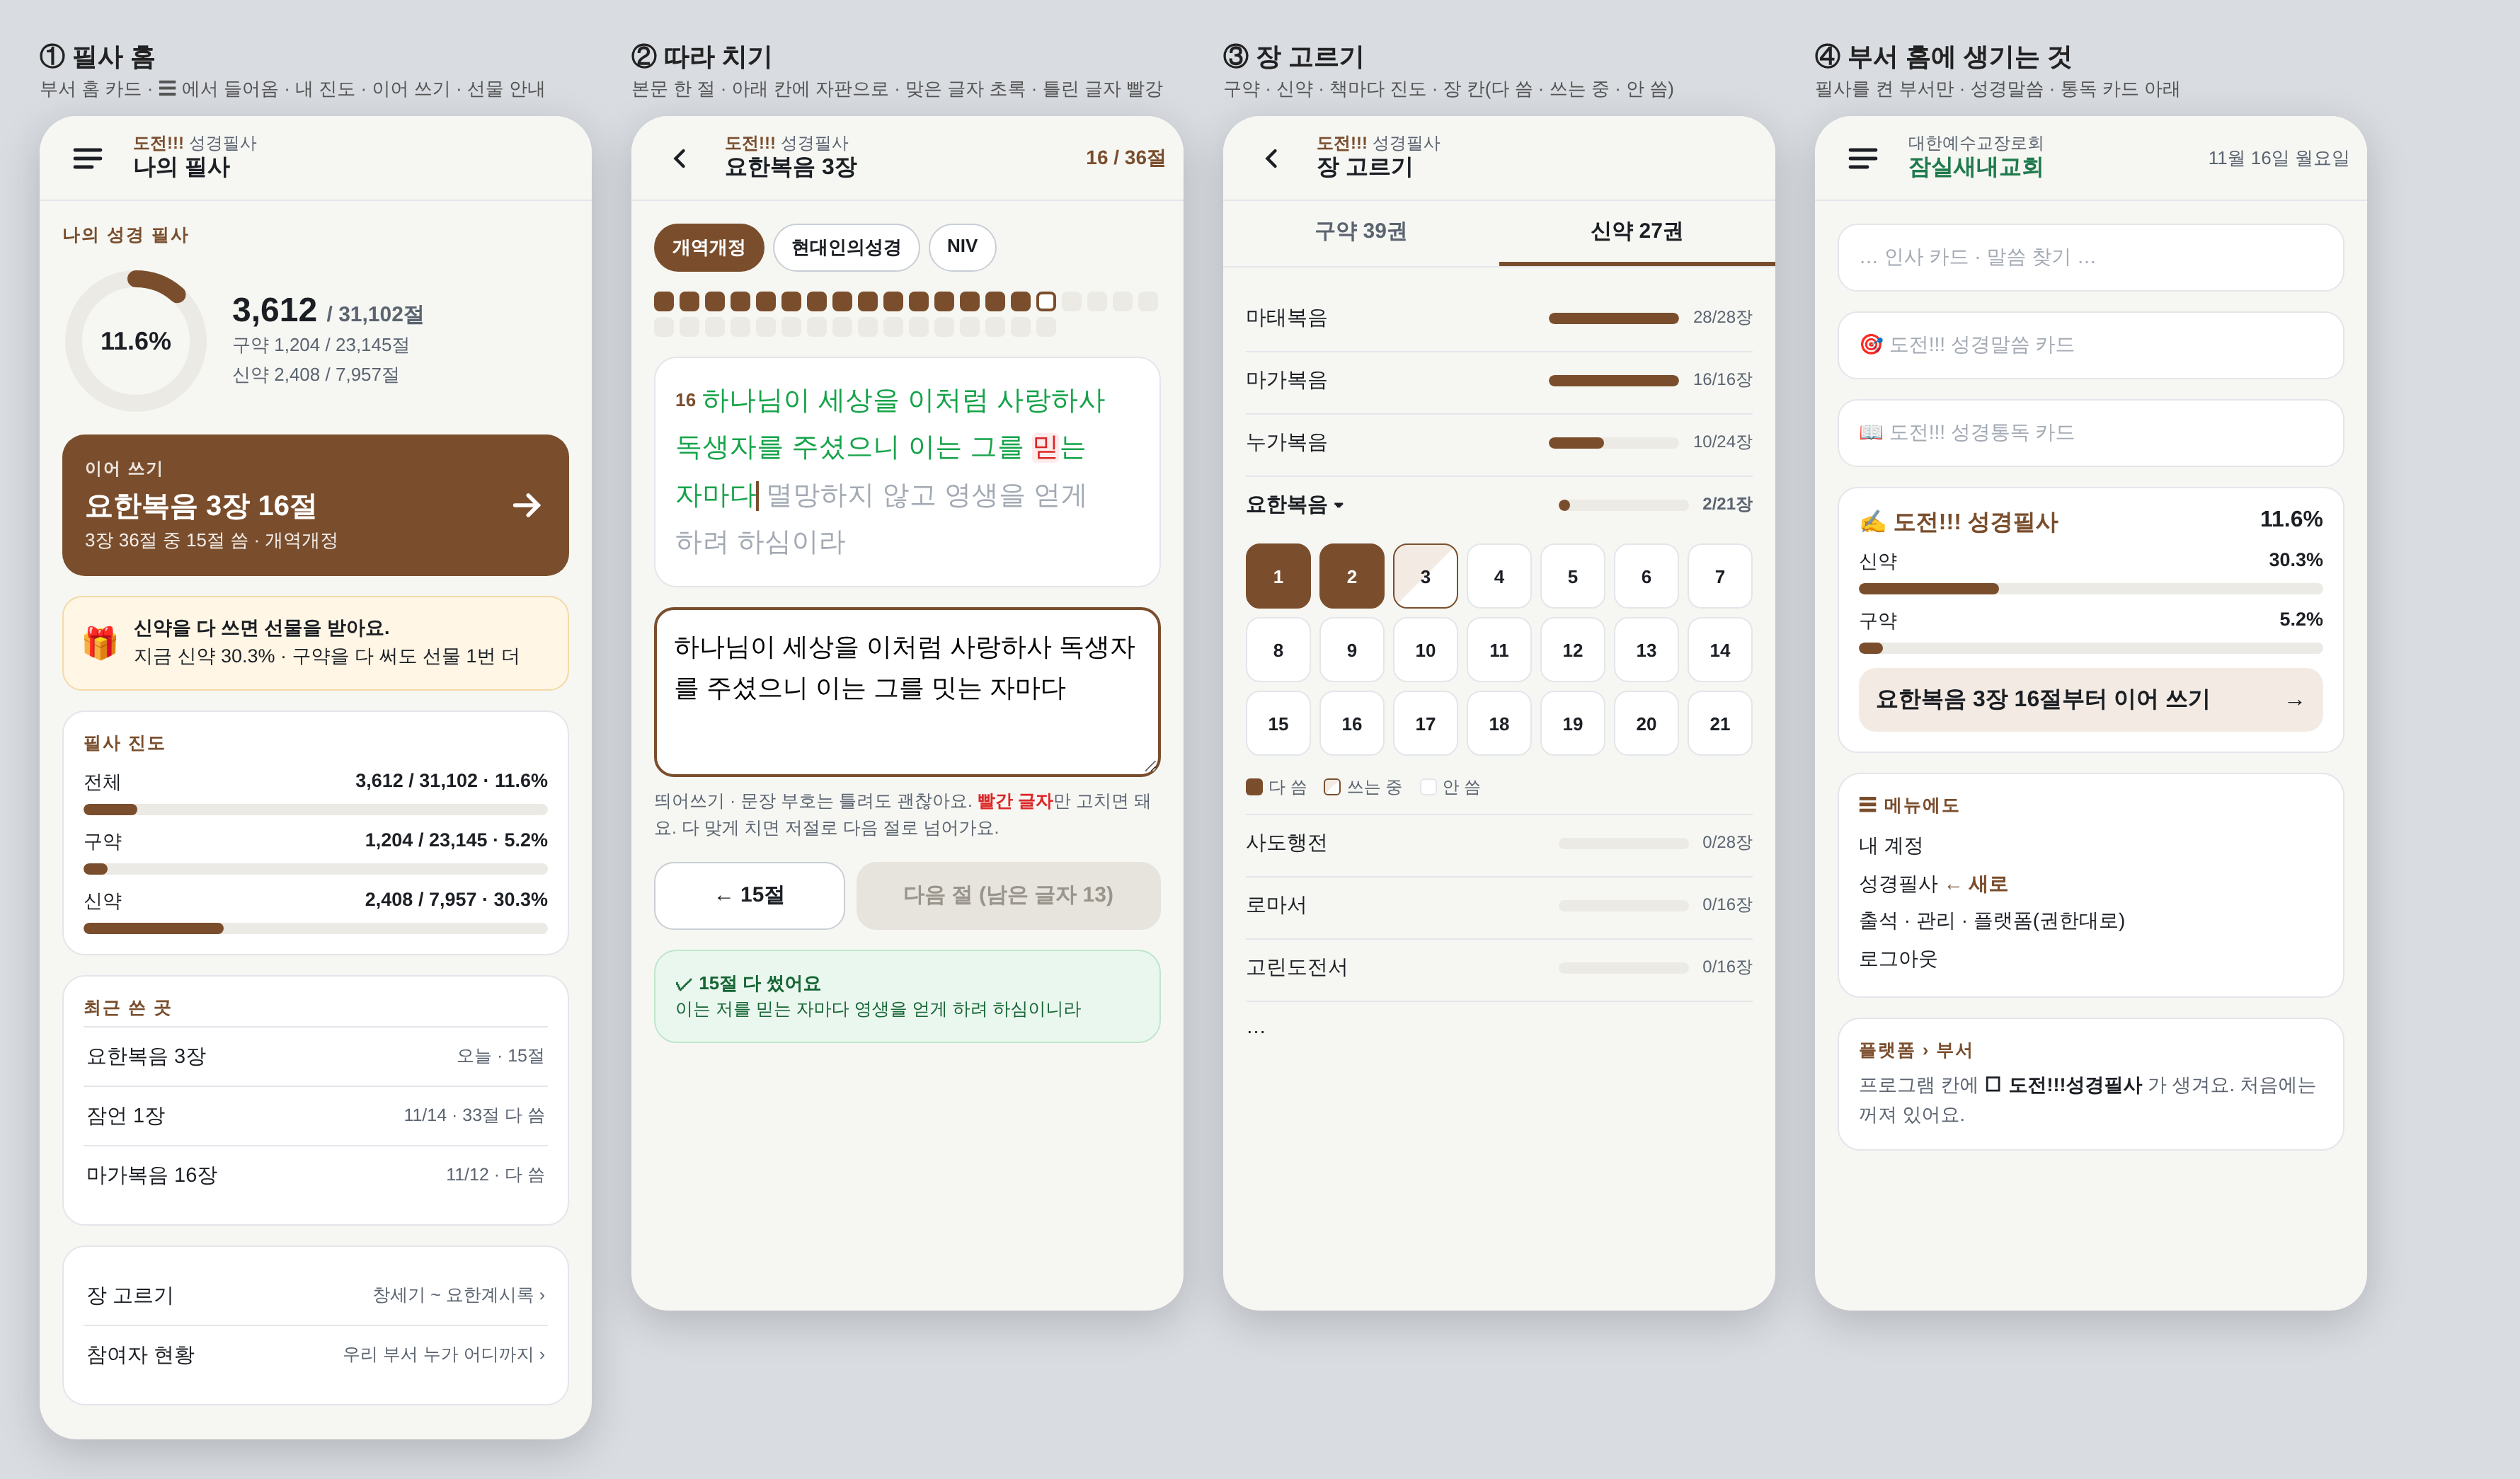 ① 필사 홈
부서 홈 카드 · ☰ 에서 들어옴 · 내 진도 · 이어 쓰기 · 선물 안내
도전!!! 성경필사
나의 필사
나의 성경 필사
11.6%
3,612 / 31,102절
구약 1,204 / 23,145절
신약 2,408 / 7,957절
이어 쓰기
요한복음 3장 16절
3장 36절 중 15절 씀 · 개역개정
→
🎁 신약을 다 쓰면 선물을 받아요.
지금 신약 30.3% · 구약을 다 써도 선물 1번 더
필사 진도
전체 3,612 / 31,102 · 11.6%
구약 1,204 / 23,145 · 5.2%
신약 2,408 / 7,957 · 30.3%
최근 쓴 곳
요한복음 3장 오늘 · 15절
잠언 1장 11/14 · 33절 다 씀
마가복음 16장 11/12 · 다 씀
장 고르기 창세기 ~ 요한계시록 ›
참여자 현황 우리 부서 누가 어디까지 ›
② 따라 치기
본문 한 절 · 아래 칸에 자판으로 · 맞은 글자 초록 · 틀린 글자 빨강
도전!!! 성경필사
요한복음 3장
16 / 36절
개역개정 현대인의성경 NIV
16 하나님이 세상을 이처럼 사랑하사
독생자를 주셨으니 이는 그를 믿는
자마다 멸망하지 않고 영생을 얻게
하려 하심이라
하나님이 세상을 이처럼 사랑하사 독생자
를 주셨으니 이는 그를 밋는 자마다
띄어쓰기 · 문장 부호는 틀려도 괜찮아요. 빨간 글자만 고치면 돼
요. 다 맞게 치면 저절로 다음 절로 넘어가요.
← 15절 다음 절 (남은 글자 13)
✓ 15절 다 썼어요
이는 저를 믿는 자마다 영생을 얻게 하려 하심이니라
③ 장 고르기
구약 · 신약 · 책마다 진도 · 장 칸(다 씀 · 쓰는 중 · 안 씀)
도전!!! 성경필사
장 고르기
구약 39권 신약 27권
마태복음 28/28장
마가복음 16/16장
누가복음 10/24장
요한복음 ▾ 2/21장
1 2 3 4 5 6 7
8 9 10 11 12 13 14
15 16 17 18 19 20 21
다 씀 쓰는 중 안 씀
사도행전 0/28장
로마서 0/16장
고린도전서 0/16장
…
④ 부서 홈에 생기는 것
필사를 켠 부서만 · 성경말씀 · 통독 카드 아래
대한예수교장로회
잠실새내교회
11월 16일 월요일
… 인사 카드 · 말씀 찾기 …
🎯 도전!!! 성경말씀 카드
📖 도전!!! 성경통독 카드
✍️ 도전!!! 성경필사 11.6%
신약 30.3%
구약 5.2%
요한복음 3장 16절부터 이어 쓰기 →
☰ 메뉴에도
내 계정
성경필사 ← 새로
출석 · 관리 · 플랫폼(권한대로)
로그아웃
플랫폼 › 부서
프로그램 칸에 ☐ 도전!!!성경필사 가 생겨요. 처음에는
꺼져 있어요.